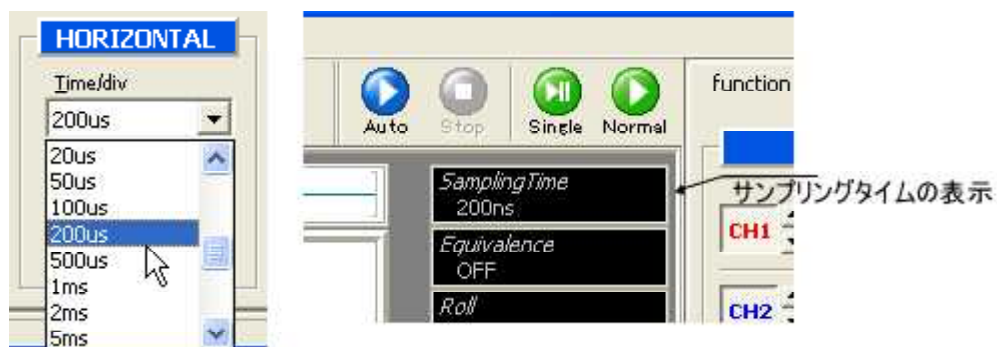 HORIZONTAL
Time/div
200us
20us
50us
100us
200us
500us
1ms
2ms
5ms
Auto
Stop
Single
Normal
function
SamplingTime
200ns
サンプリングタイムの表示
Equivalence
OFF
CH1
Roll
CH2